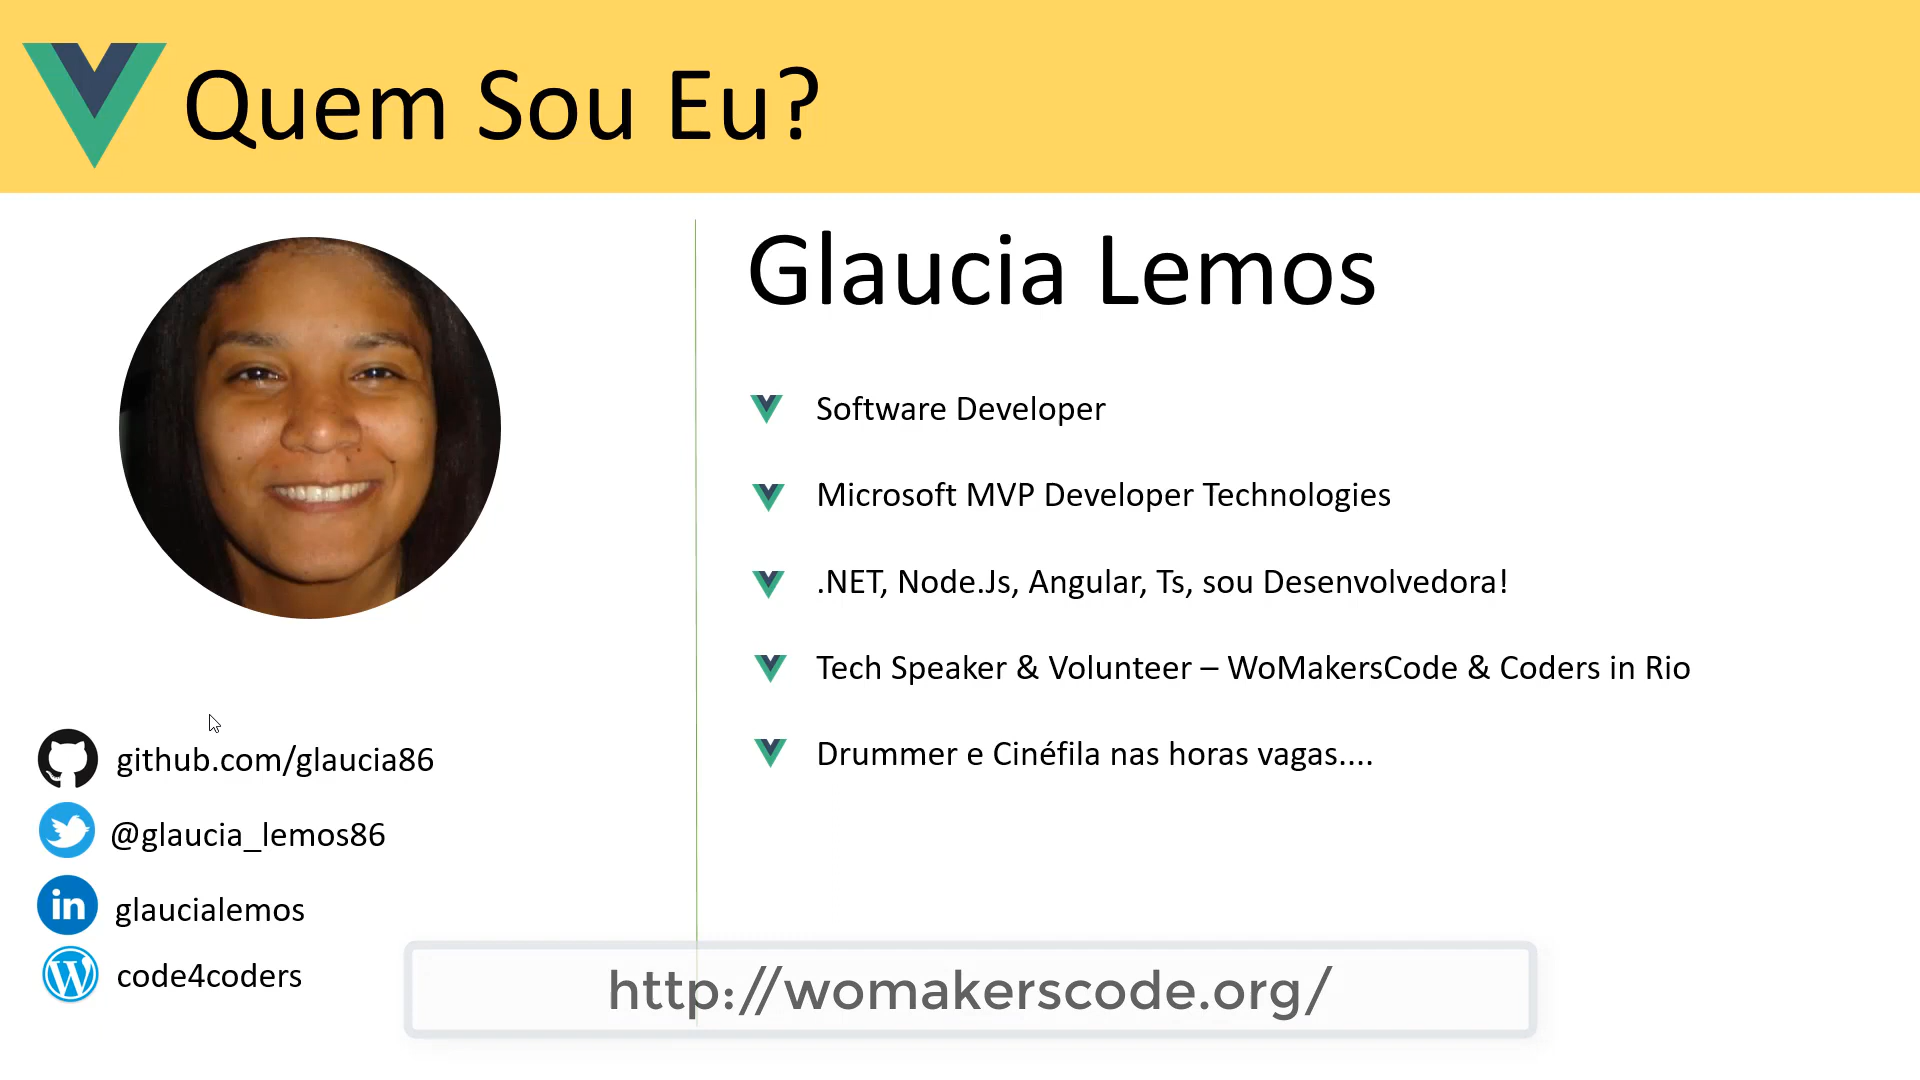 Quem Sou Eu?
Glaucia Lemos
Software Developer
Microsoft MVP Developer Technologies
.NET, Node.Js, Angular, Ts, sou Desenvolvedora!
Tech Speaker & Volunteer – WoMakersCode & Coders in Rio
Drummer e Cinéfila nas horas vagas....
github.com/glaucia86
@glaucia_lemos86
in glaucialemos
code4coders
http://womakerscode.org/